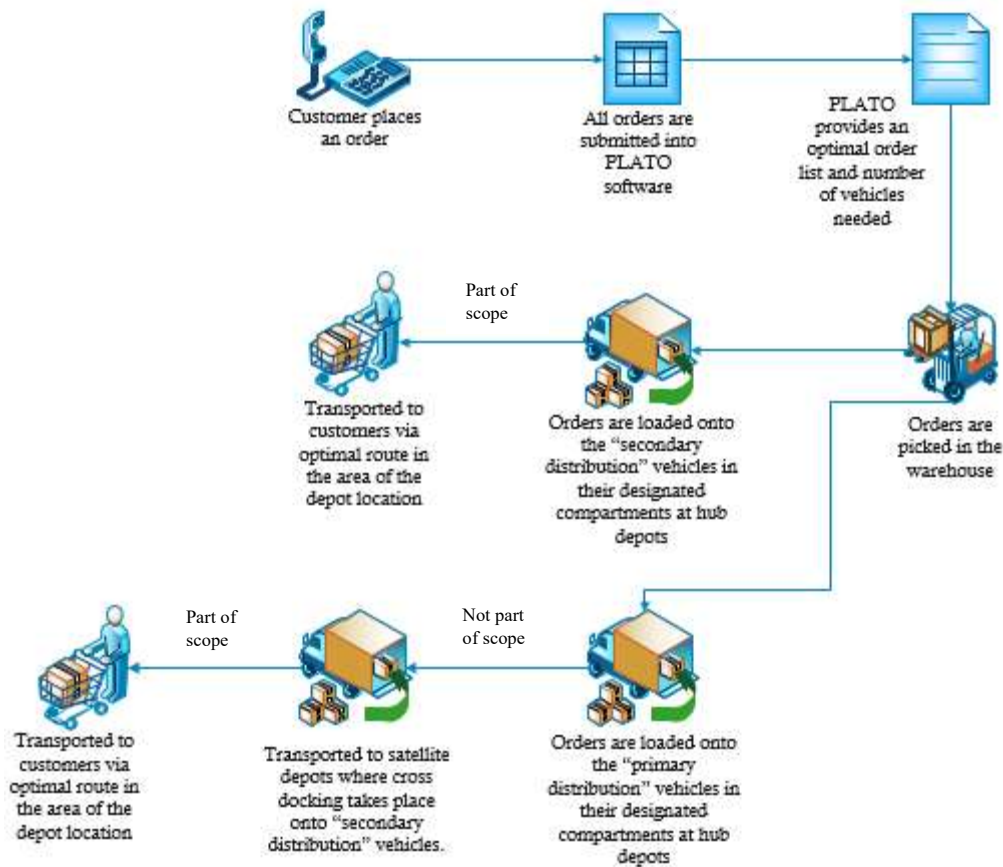 Customer places
an order
All orders are
submitted into
PLATO
software
PLATO
provides an
optimal order
list and number
of vehicles
needed
Part of
scope
Transported to
customers via
optimal route in
the area of the
depot location
Orders are loaded onto
the “secondary
distribution” vehicles in
their designated
compartments at hub
depots
Orders are
picked in the
warehouse
Part of
scope
Not part
of scope
Transported to
customers via
optimal route in
the area of the
depot location
Transported to satellite
depots where cross
docking takes place
onto “secondary
distribution” vehicles.
Orders are loaded onto
the “primary
distribution” vehicles in
their designated
compartments at hub
depots